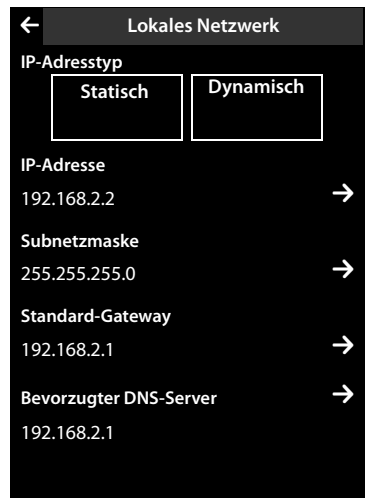 Lokales Netzwerk
IP-Adresstyp
Statisch Dynamisch
IP-Adresse
192.168.2.2
Subnetzmaske
255.255.255.0
Standard-Gateway
192.168.2.1
Bevorzugter DNS-Server
192.168.2.1